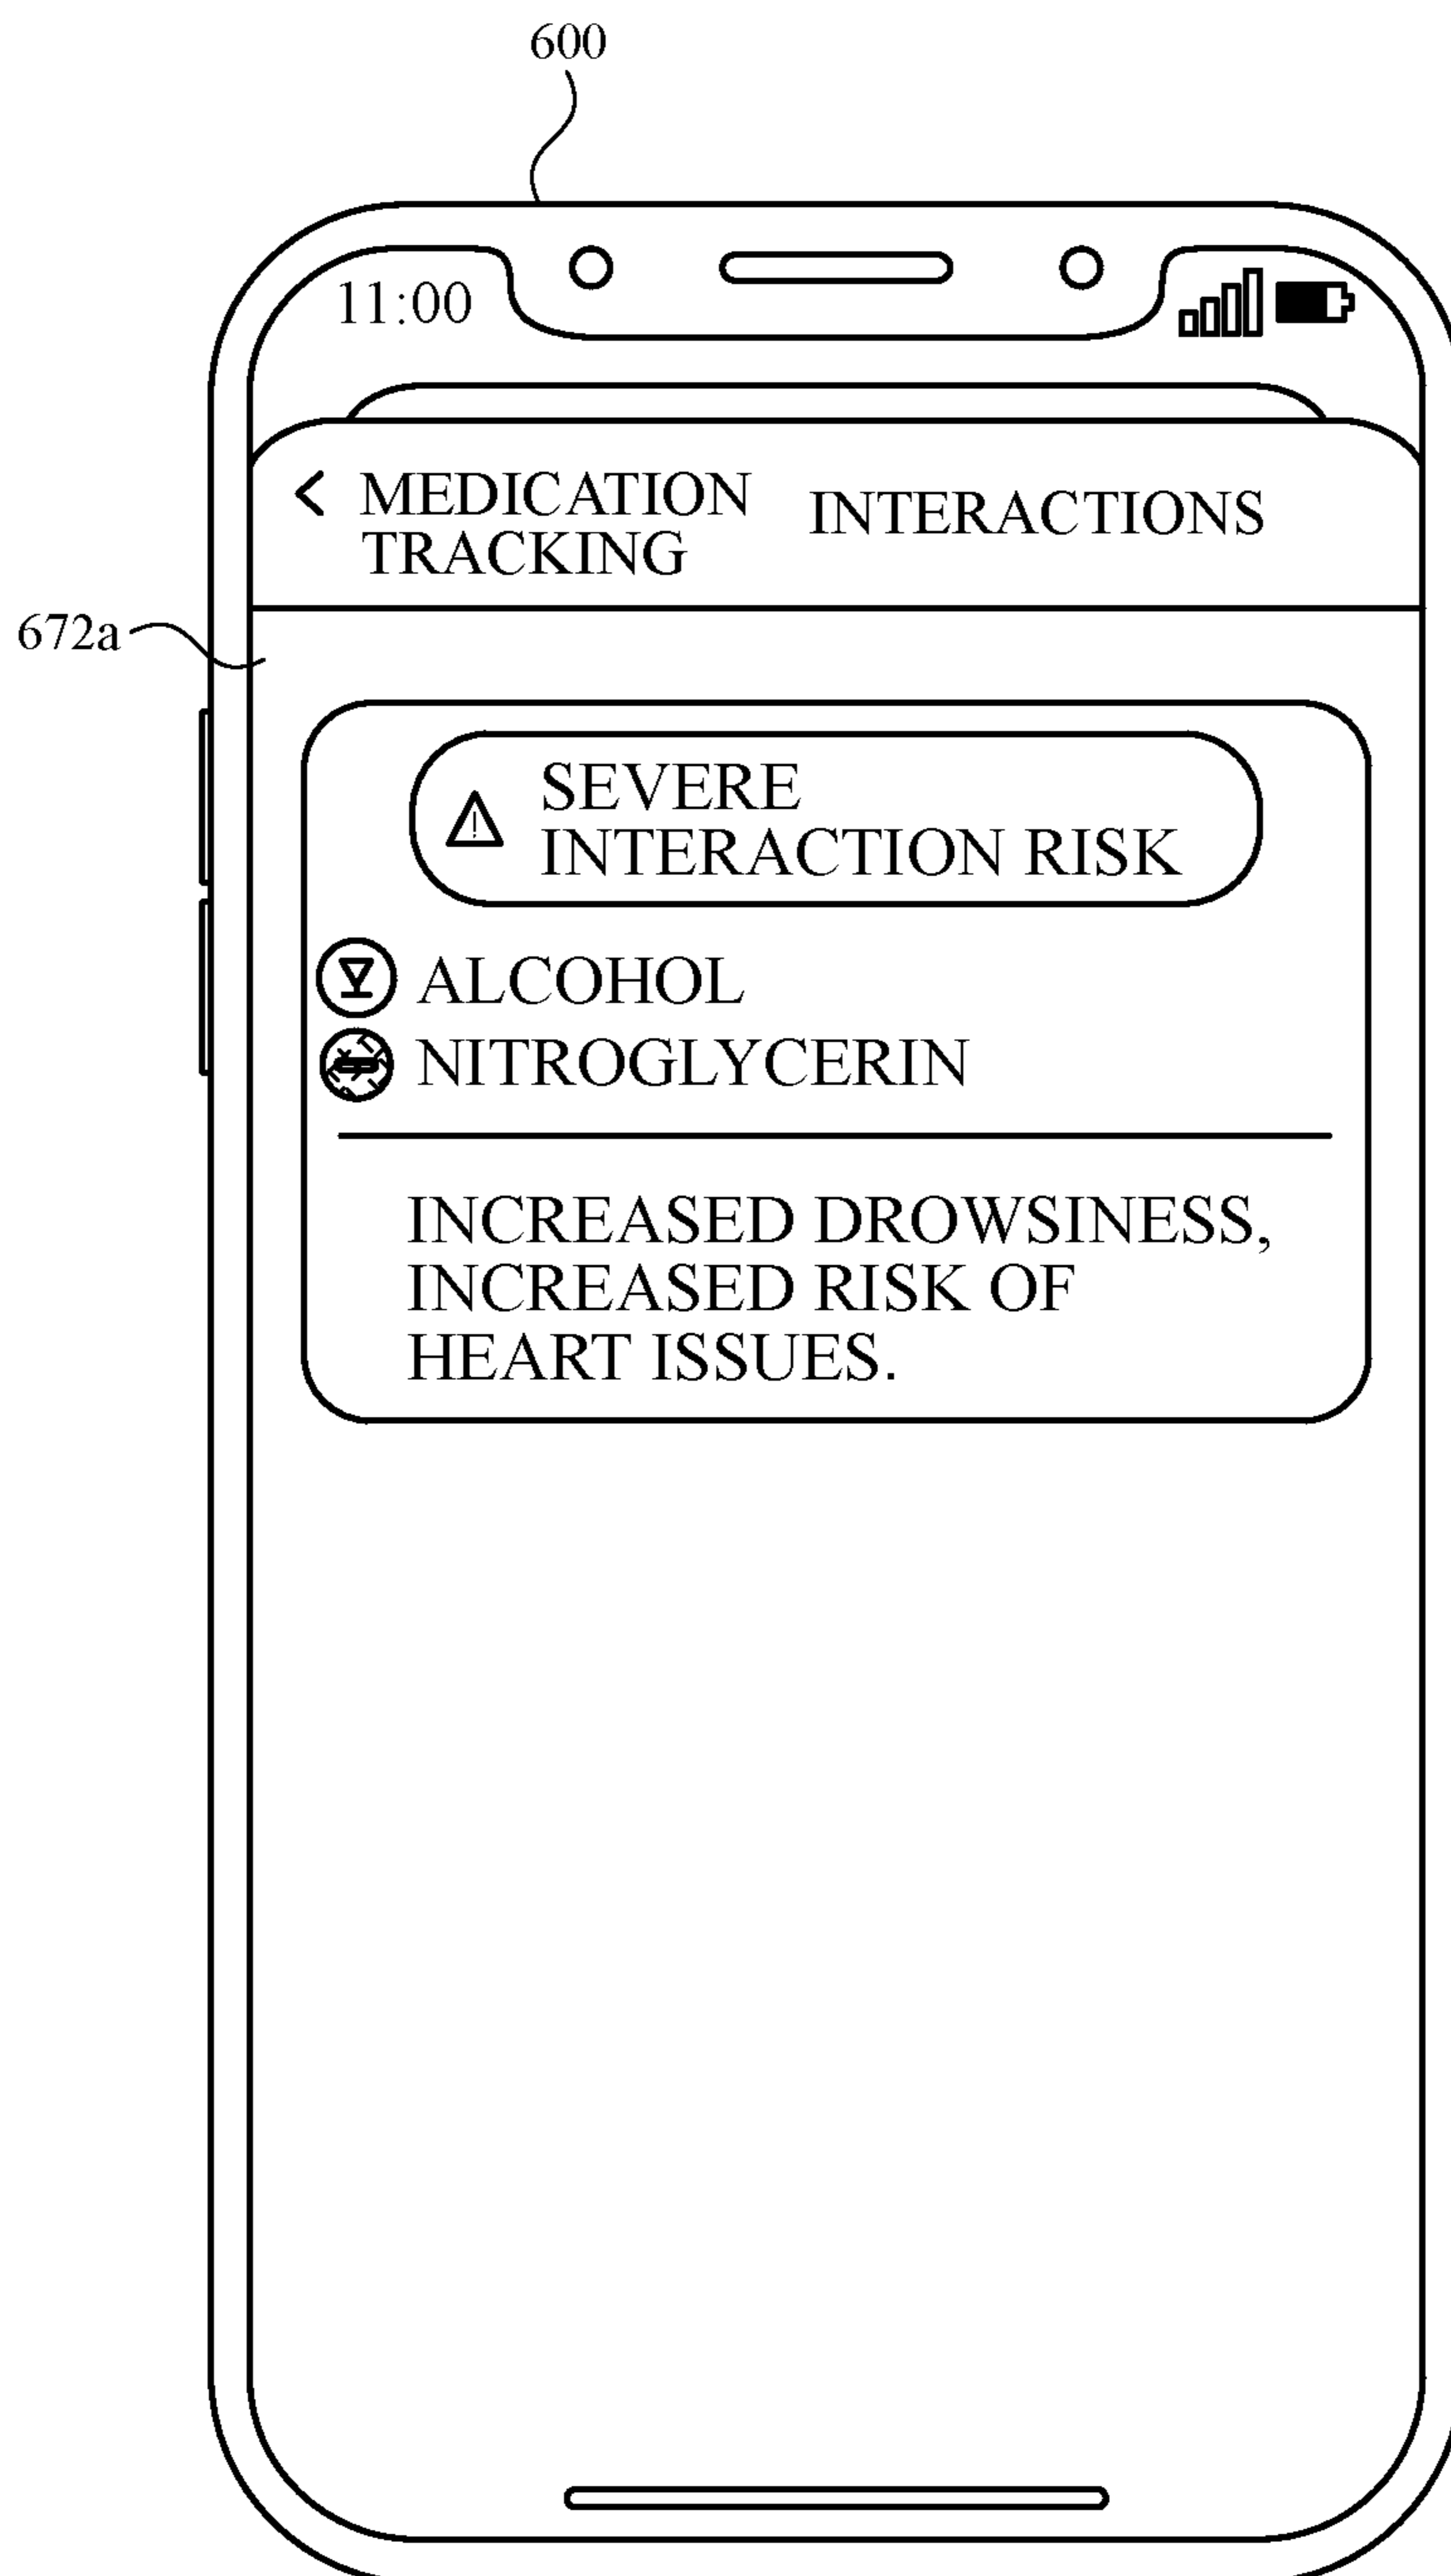 600
11:00
< MEDICATION TRACKING
INTERACTIONS
672a
SEVERE
INTERACTION RISK
ALCOHOL
NITROGLYCERIN
INCREASED DROWSINESS,
INCREASED RISK OF
HEART ISSUES.